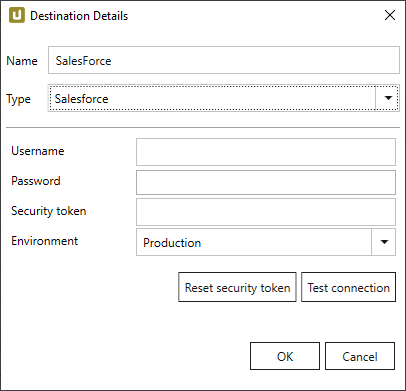 U Destination Details
Name SalesForce
Type Salesforce
Username
Password
Security token
Environment Production
Reset security token Test connection
OK Cancel